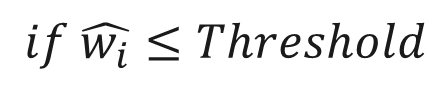 if ŵᵢ ≤ Threshold